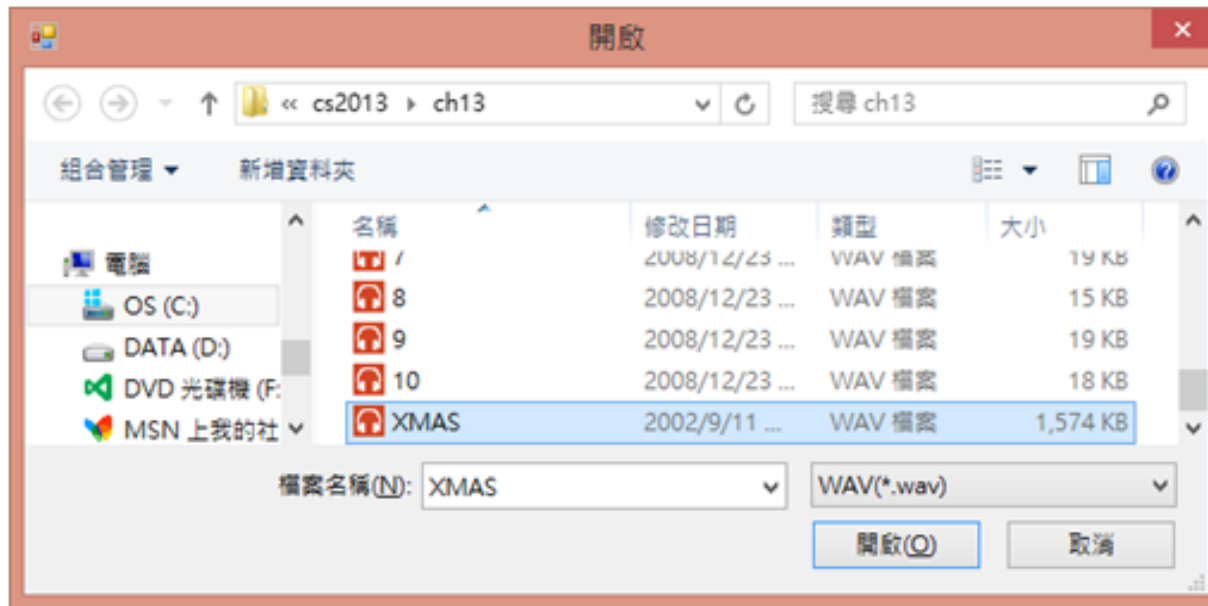 開啟
« cs2013 ▸ ch13
搜尋 ch13
組合管理 新增資料夾
名稱 修改日期 類型 大小
7 2008/12/23 ... WAV 檔案 19 KB
電腦
8 2008/12/23 ... WAV 檔案 15 KB
OS (C:)
9 2008/12/23 ... WAV 檔案 19 KB
DATA (D:)
10 2008/12/23 ... WAV 檔案 18 KB
DVD 光碟機 (F:
XMAS 2002/9/11 ... WAV 檔案 1,574 KB
MSN 上我的社
檔案名稱(N): XMAS WAV(*.wav)
開啟(O) 取消